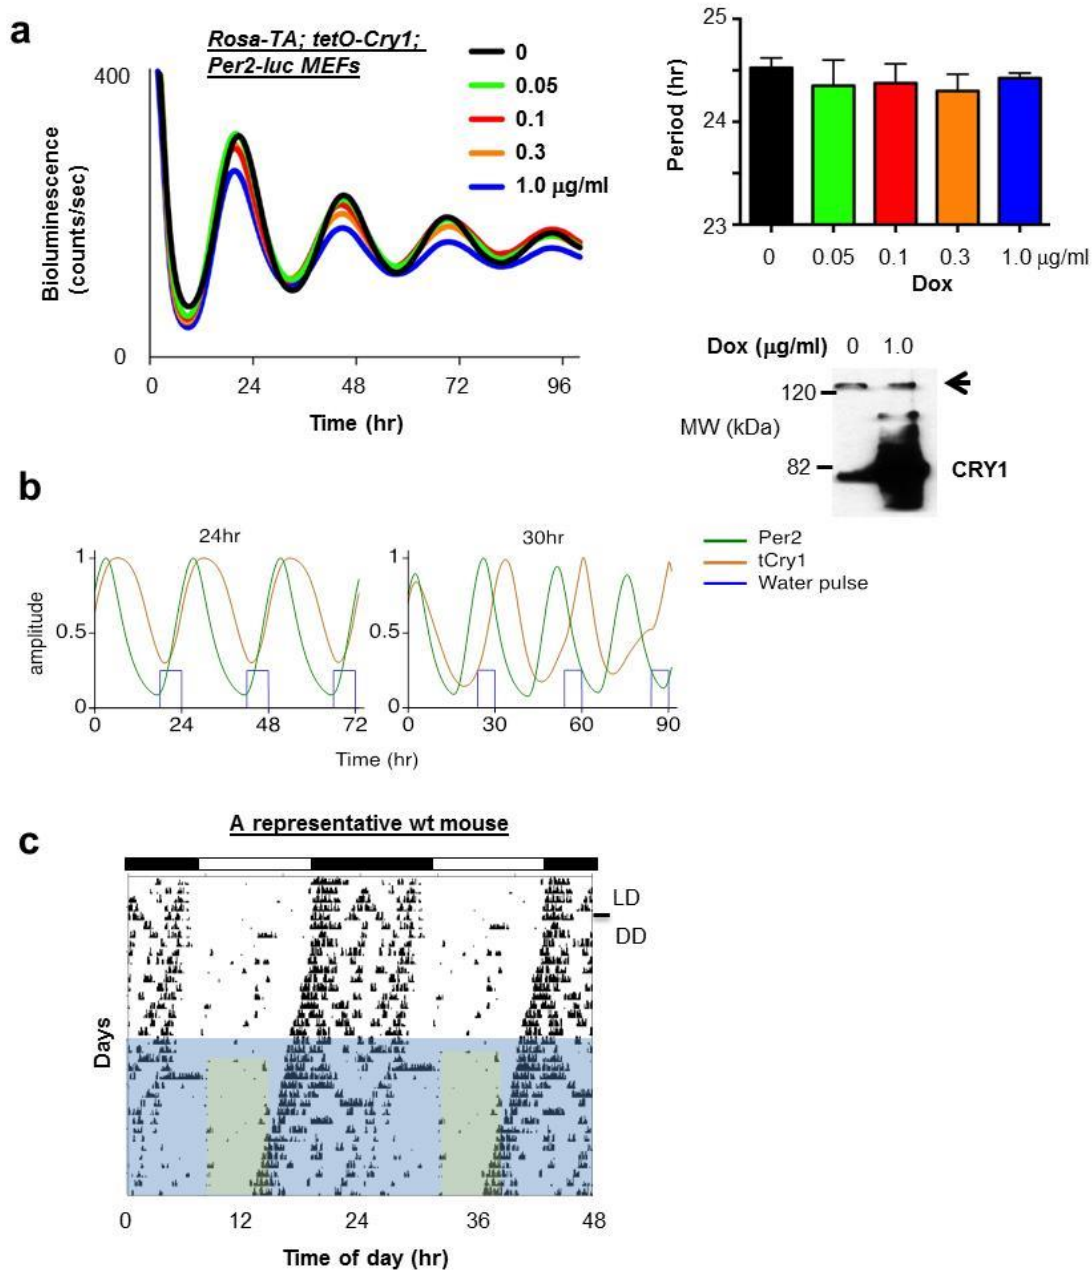 a
Rosa-TA; tetO-Cry1;
Per2-luc MEFs
0
0.05
0.1
0.3
1.0 μg/ml
400
0
Bioluminescence
(counts/sec)
0 24 48 72 96
Time (hr)
25
24
23
Period (hr)
0 0.05 0.1 0.3 1.0 μg/ml
Dox
Dox (μg/ml) 0 1.0
120
MW (kDa)
82
CRY1
b
24hr
30hr
Per2
tCry1
Water pulse
1
0.5
0
amplitude
0 24 48 72
1
0.5
0
0 30 60 90
Time (hr)
c
A representative wt mouse
LD
DD
Days
0 12 24 36 48
Time of day (hr)